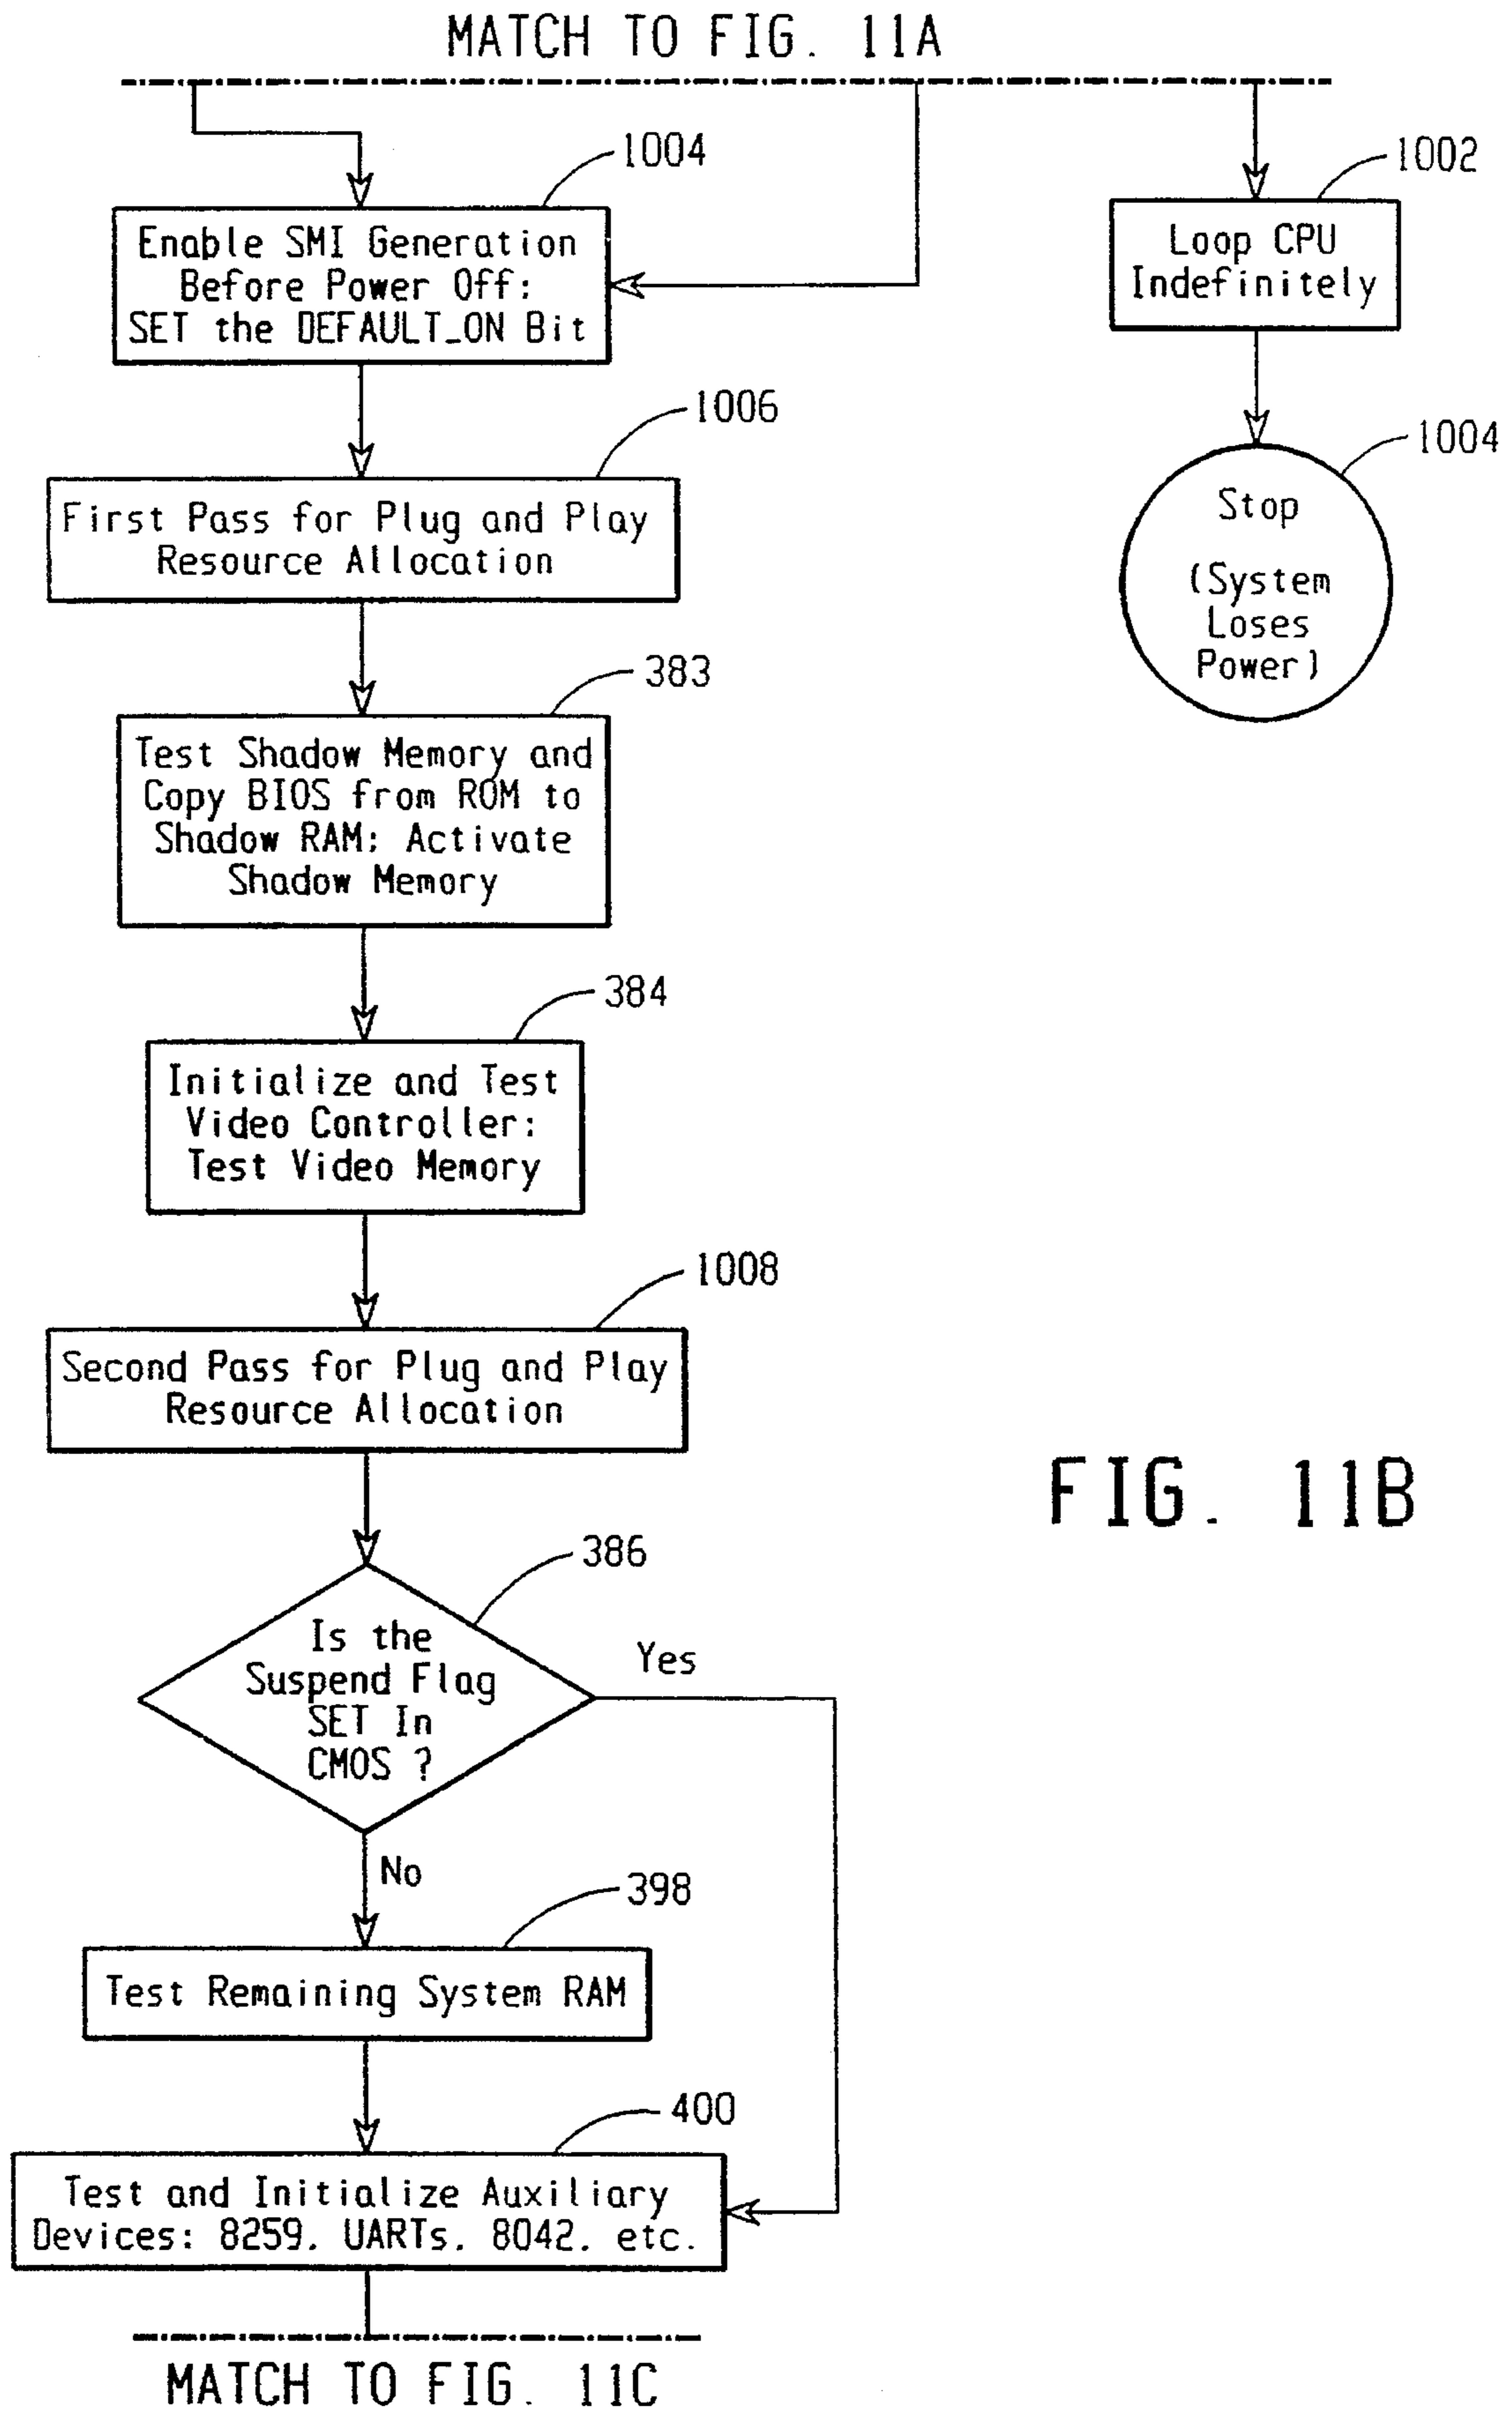 MATCH TO FIG. 11A
1004
Enable SMI Generation
Before Power Off:
SET the DEFAULT_ON Bit
1002
Loop CPU
Indefinitely
1006
First Pass for Plug and Play
Resource Allocation
1004
Stop
(System
Loses
Power)
383
Test Shadow Memory and
Copy BIOS from ROM to
Shadow RAM; Activate
Shadow Memory
384
Initialize and Test
Video Controller;
Test Video Memory
1008
Second Pass for Plug and Play
Resource Allocation
FIG. 11B
386
Is the
Suspend Flag
SET In
CMOS ?
Yes
No
398
Test Remaining System RAM
400
Test and Initialize Auxiliary
Devices: 8259, UARTs, 8042, etc.
MATCH TO FIG. 11C